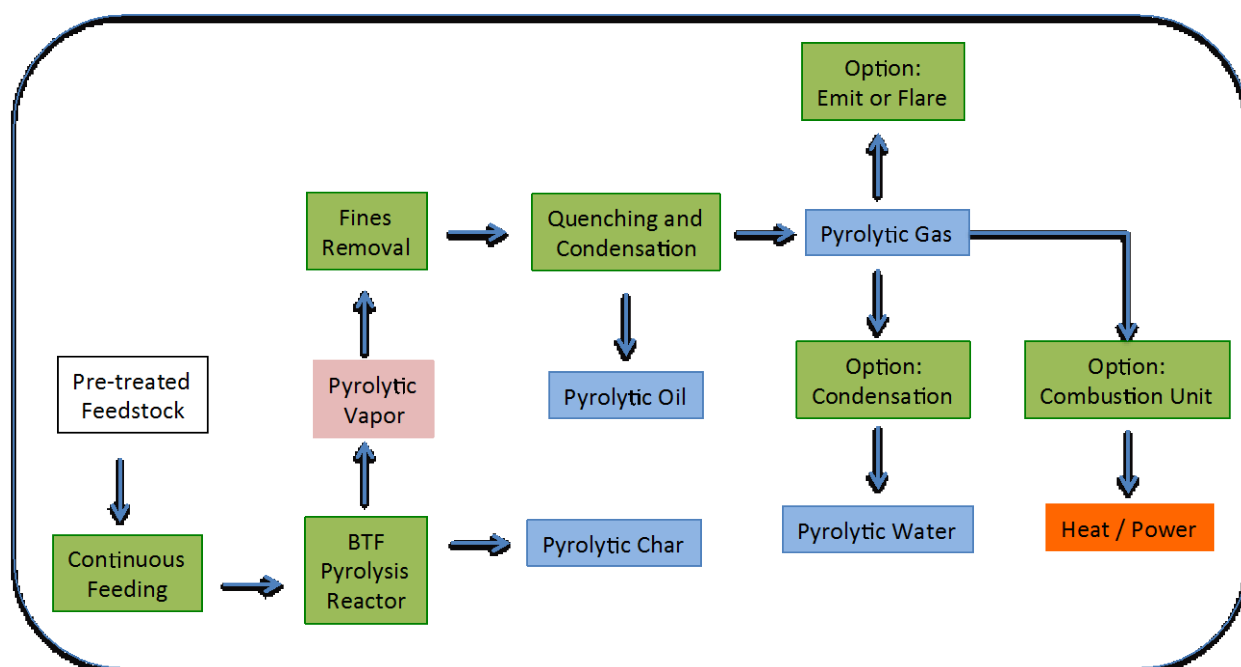 Option:
Emit or Flare
Fines
Removal
Quenching and
Condensation
Pyrolytic Gas
Pre-treated
Feedstock
Pyrolytic
Vapor
Pyrolytic Oil
Option:
Condensation
Option:
Combustion Unit
Continuous
Feeding
BTF
Pyrolysis
Reactor
Pyrolytic Char
Pyrolytic Water
Heat / Power